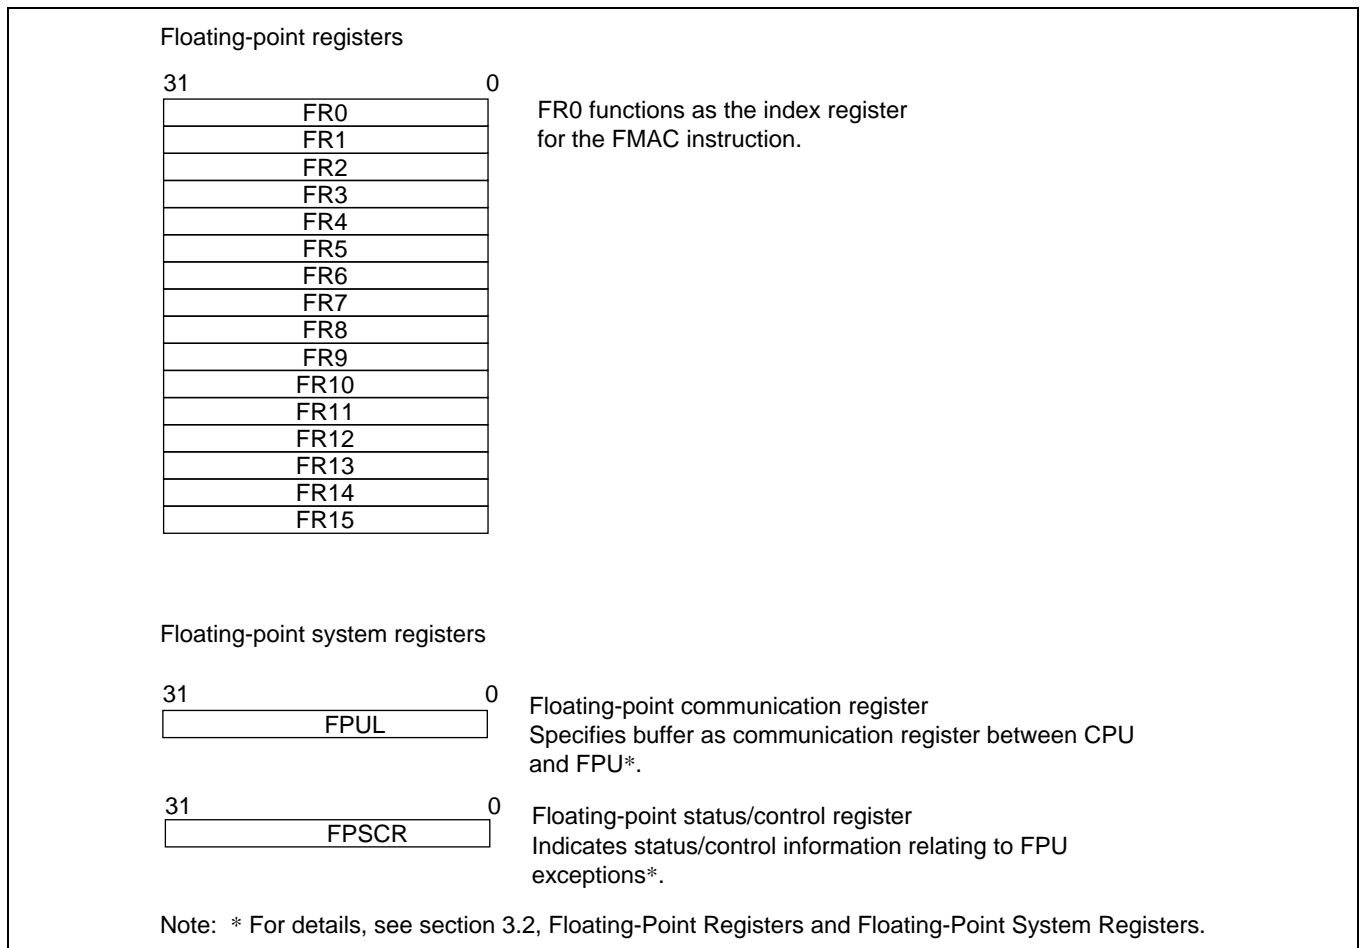 Floating-point registers
31 0
FR0
FR0 functions as the index register
for the FMAC instruction.
FR1
FR2
FR3
FR4
FR5
FR6
FR7
FR8
FR9
FR10
FR11
FR12
FR13
FR14
FR15
Floating-point system registers
31 0
FPUL
Floating-point communication register
Specifies buffer as communication register between CPU
and FPU*.
31 0
FPSCR
Floating-point status/control register
Indicates status/control information relating to FPU
exceptions*.
Note: * For details, see section 3.2, Floating-Point Registers and Floating-Point System Registers.